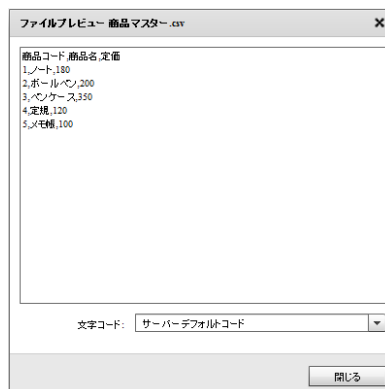 ファイルプレビュー 商品マスター.csv
商品コード,商品名,定価
1,ノート,180
2,ボールペン,200
3,ペンケース,350
4,定規,120
5,メモ帳,100
文字コード: サーバーデフォルトコード
閉じる